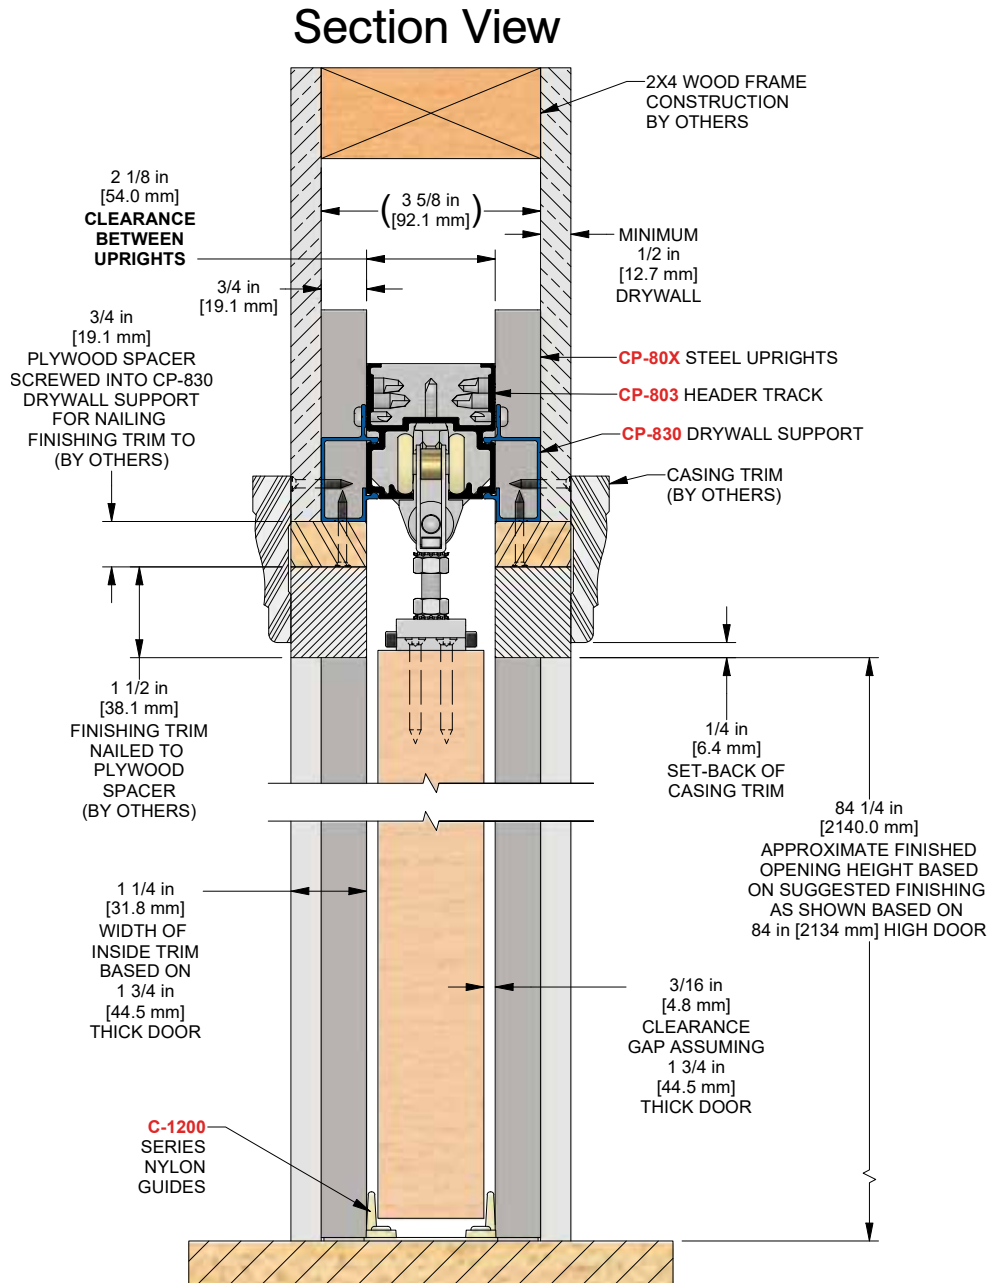 Section View
2X4 WOOD FRAME
CONSTRUCTION
BY OTHERS
2 1/8 in
[54.0 mm]
CLEARANCE
BETWEEN
UPRIGHTS
(3 5/8 in
[92.1 mm])
MINIMUM
1/2 in
[12.7 mm]
DRYWALL
3/4 in
[19.1 mm]
3/4 in
[19.1 mm]
PLYWOOD SPACER
SCREWED INTO CP-830
DRYWALL SUPPORT
FOR NAILING
FINISHING TRIM TO
(BY OTHERS)
CP-80X STEEL UPRIGHTS
CP-803 HEADER TRACK
CP-830 DRYWALL SUPPORT
CASING TRIM
(BY OTHERS)
1 1/2 in
[38.1 mm]
FINISHING TRIM
NAILED TO
PLYWOOD
SPACER
(BY OTHERS)
1/4 in
[6.4 mm]
SET-BACK OF
CASING TRIM
84 1/4 in
[2140.0 mm]
APPROXIMATE FINISHED
OPENING HEIGHT BASED
ON SUGGESTED FINISHING
AS SHOWN BASED ON
84 in [2134 mm] HIGH DOOR
1 1/4 in
[31.8 mm]
WIDTH OF
INSIDE TRIM
BASED ON
1 3/4 in
[44.5 mm]
THICK DOOR
3/16 in
[4.8 mm]
CLEARANCE
GAP ASSUMING
1 3/4 in
[44.5 mm]
THICK DOOR
C-1200
SERIES
NYLON
GUIDES